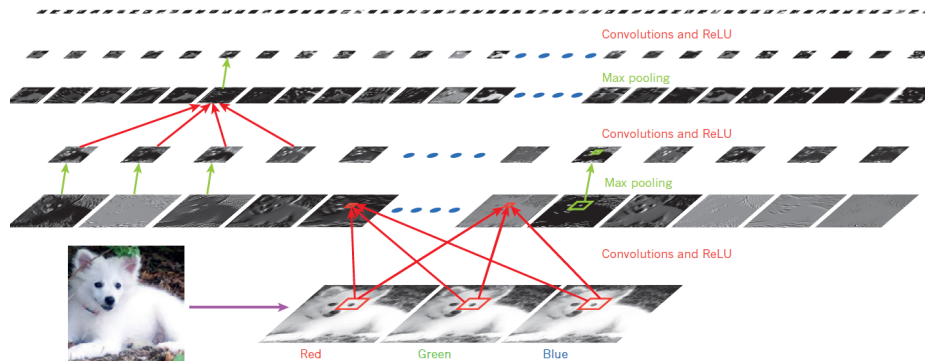 Convolutions and ReLU
Max pooling
Convolutions and ReLU
Max pooling
Convolutions and ReLU
Red Green Blue